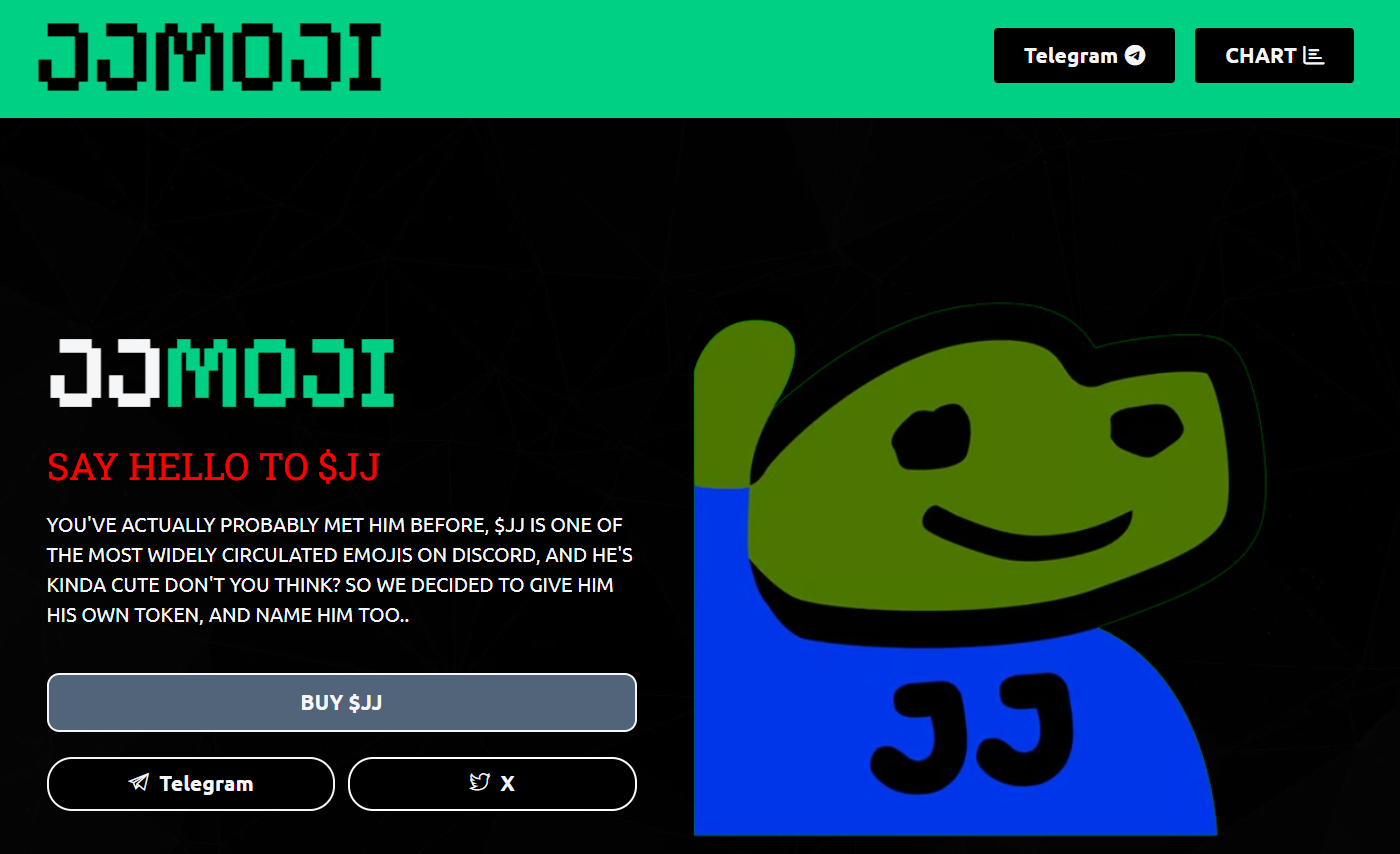 JJMOJI
Telegram
CHART
JJMOJI
SAY HELLO TO $JJ
YOU'VE ACTUALLY PROBABLY MET HIM BEFORE, $JJ IS ONE OF
THE MOST WIDELY CIRCULATED EMOJIS ON DISCORD, AND HE'S
KINDA CUTE DON'T YOU THINK? SO WE DECIDED TO GIVE HIM
HIS OWN TOKEN, AND NAME HIM TOO..
BUY $JJ
Telegram
X
JJ